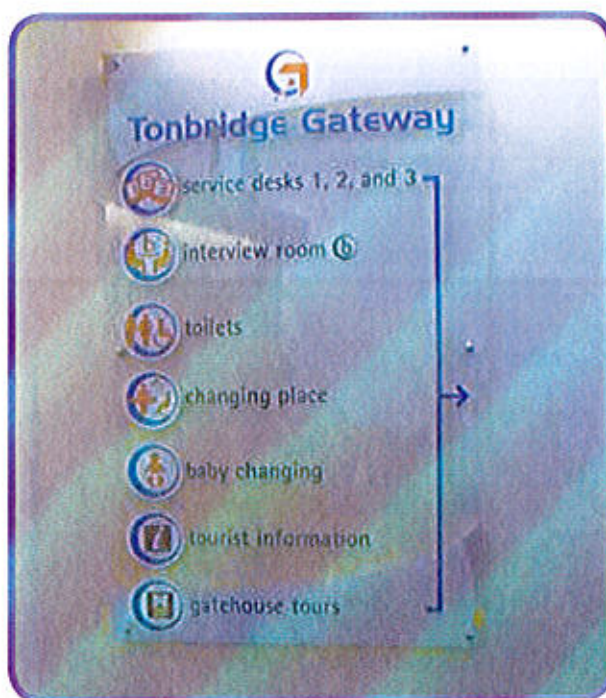 Tonbridge Gateway
service desks 1, 2, and 3
interview room b
toilets
changing place
baby changing
tourist information
gatehouse tours